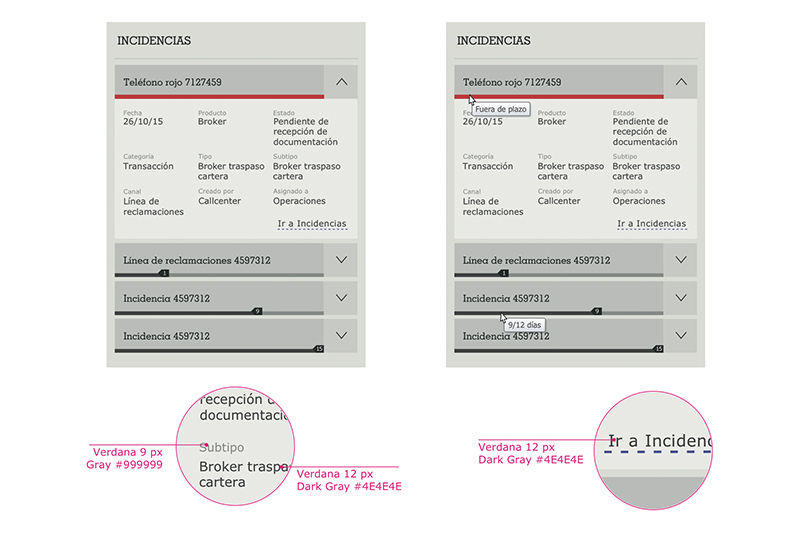 INCIDENCIAS
Teléfono rojo 7127459
Fecha
26/10/15
Producto
Broker
Estado
Pendiente de
recepción de
documentación
Categoría
Transacción
Tipo
Broker traspaso
cartera
Subtipo
Broker traspaso
cartera
Canal
Línea de
reclamaciones
Creado por
Callcenter
Asignado a
Operaciones
Ir a Incidencias
Línea de reclamaciones 4597312
1
Incidencia 4597312
9
Incidencia 4597312
15
INCIDENCIAS
Teléfono rojo 7127459
Fuera de plazo
Fe
26/10/15
Producto
Broker
Estado
Pendiente de
recepción de
documentación
Categoría
Transacción
Tipo
Broker traspaso
cartera
Subtipo
Broker traspaso
cartera
Canal
Línea de
reclamaciones
Creado por
Callcenter
Asignado a
Operaciones
Ir a Incidencias
Línea de reclamaciones 4597312
1
Incidencia 4597312
9
9/12 días
Incidencia 4597312
15
recepción d
documentaci
Subtipo
Broker traspa
cartera
Verdana 9 px
Gray #999999
Verdana 12 px
Dark Gray #4E4E4E
Ir a Incidenc
Verdana 12 px
Dark Gray #4E4E4E